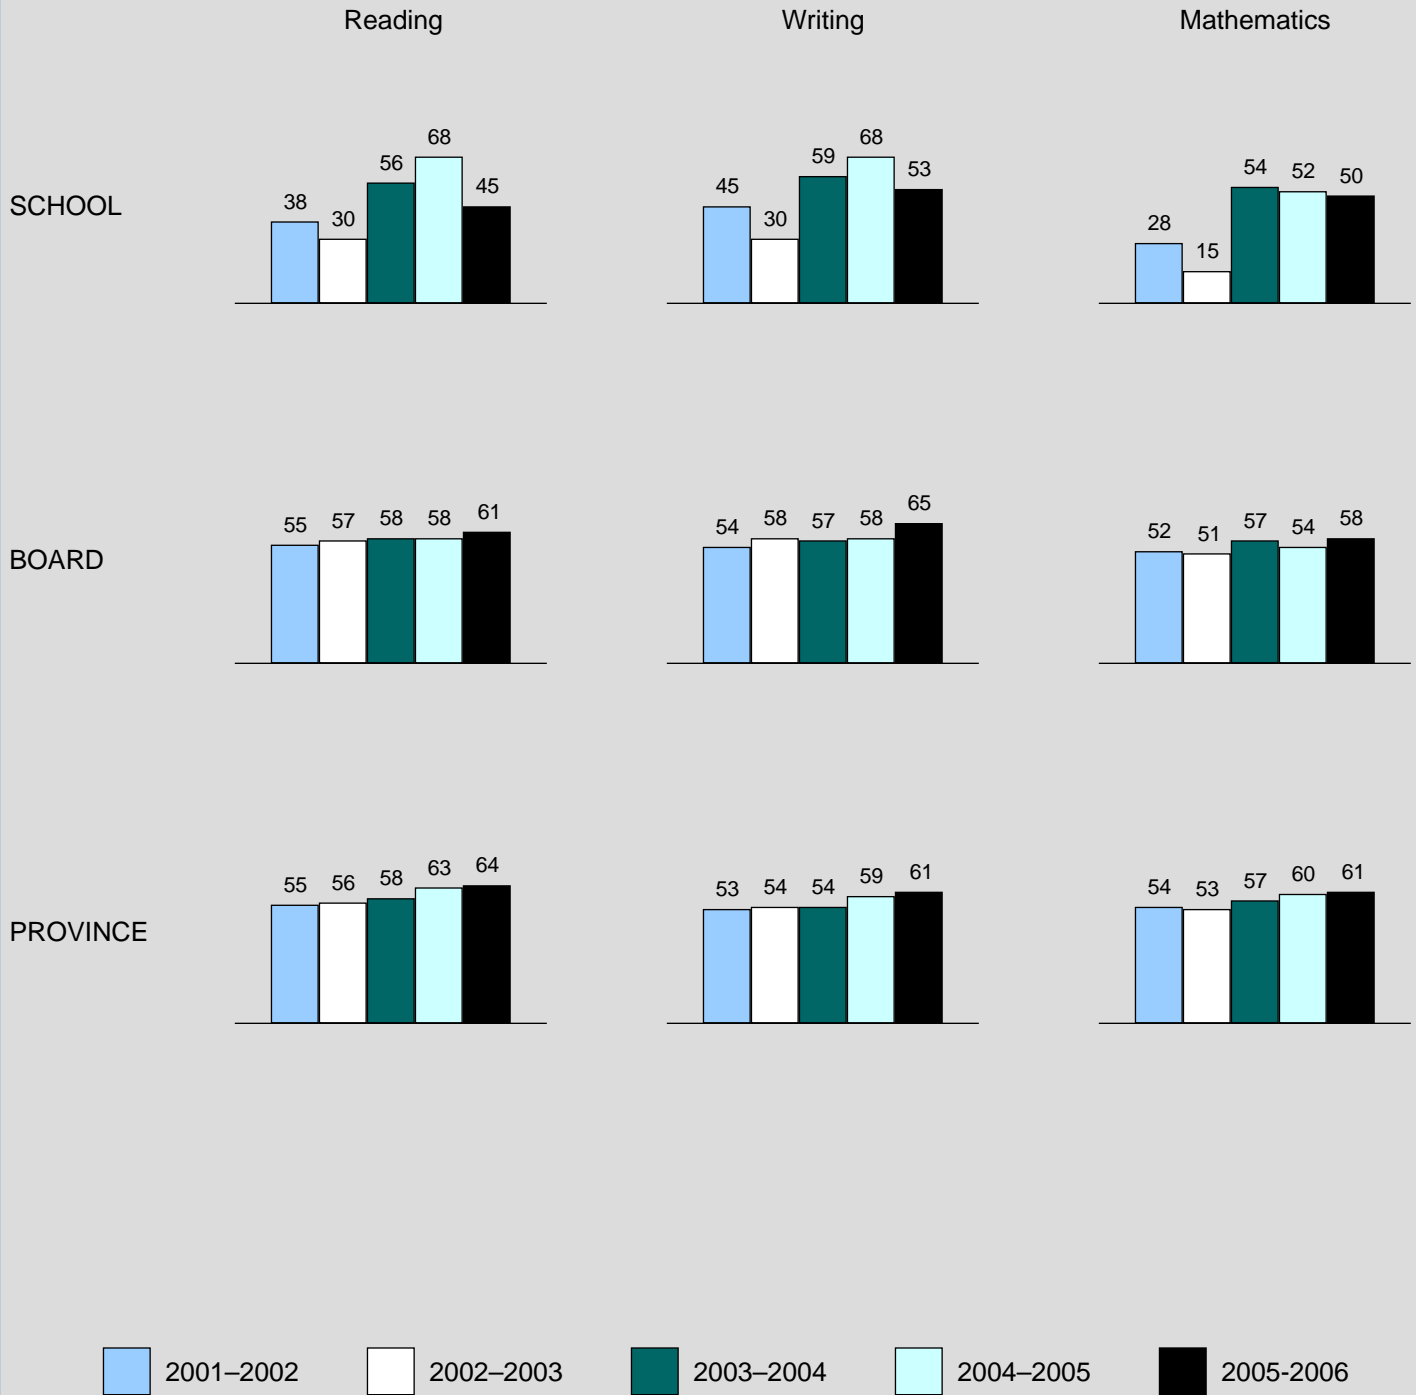 Reading Writing Mathematics
SCHOOL
38 30 56 68 45
45 30 59 68 53
28 15 54 52 50
BOARD
55 57 58 58 61
54 58 57 58 65
52 51 57 54 58
PROVINCE
55 56 58 63 64
53 54 54 59 61
54 53 57 60 61
2001–2002 2002–2003 2003–2004 2004–2005 2005-2006